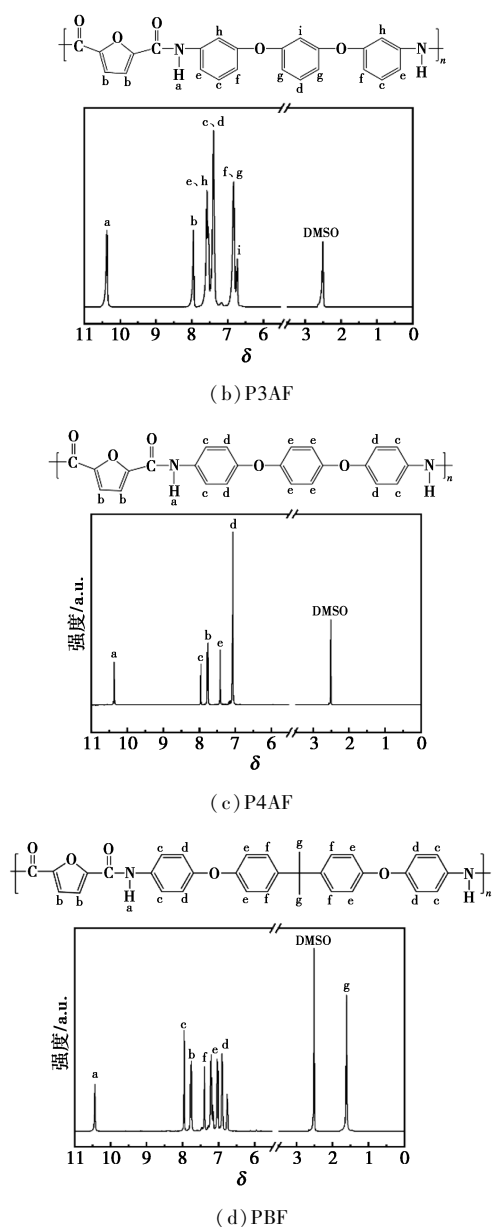 O O O
C C N O O N
H H n
h i h
b b a e c f g d g f c e
c、d
e、h f、g
a b DMSO
i
11 10 9 8 7 6 3 2 1 0
δ
(b)P3AF
O O O
C C N O O N
H H n
c d e e d c
b b a c d e e d c
强度/a.u.
d
DMSO
a b
c e
11 10 9 8 7 6 3 2 1 0
δ
(c)P4AF
O O O
C C N O O N
H H n
c d e f g f e d c
b b a c d e f g f e d c
强度/a.u.
DMSO
g
c
b f e d
a
11 10 9 8 7 6 3 2 1 0
δ
(d)PBF